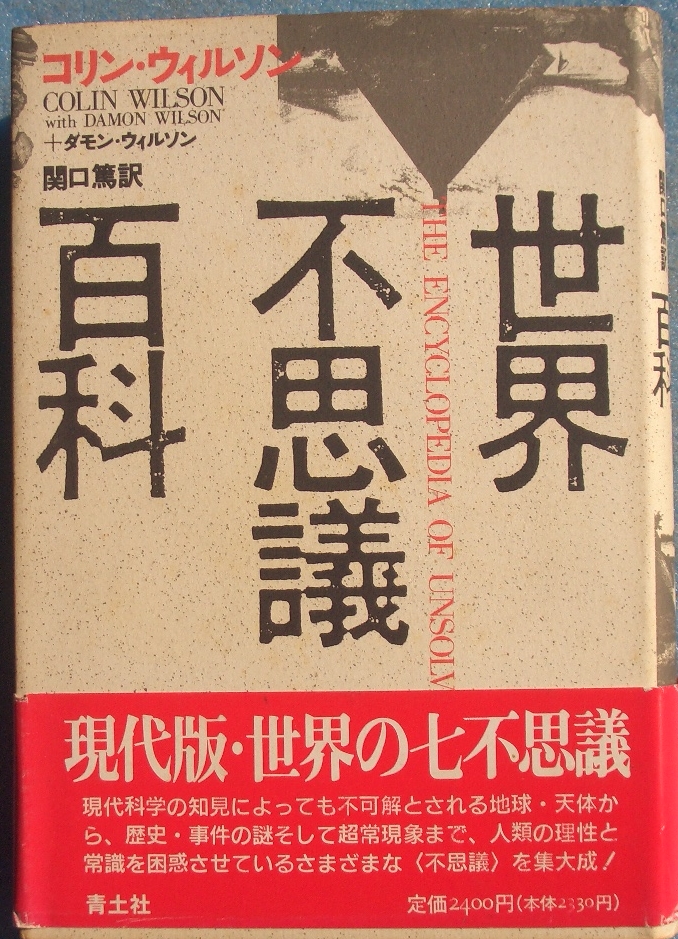 コリン・ウィルソン
COLIN WILSON
with DAMON WILSON
+ダモン・ウィルソン
関口篤訳
世界
不思議
百科
THE ENCYCLOPEDIA OF UNSOLV
現代版・世界の七不思議
現代科学の知見によっても不可解とされる地球・天体か
ら、歴史・事件の謎そして超常現象まで、人類の理性と
常識を困惑させているさまざまな〈不思議〉を集大成!
青土社
定価2400円(本体2330円)
百科